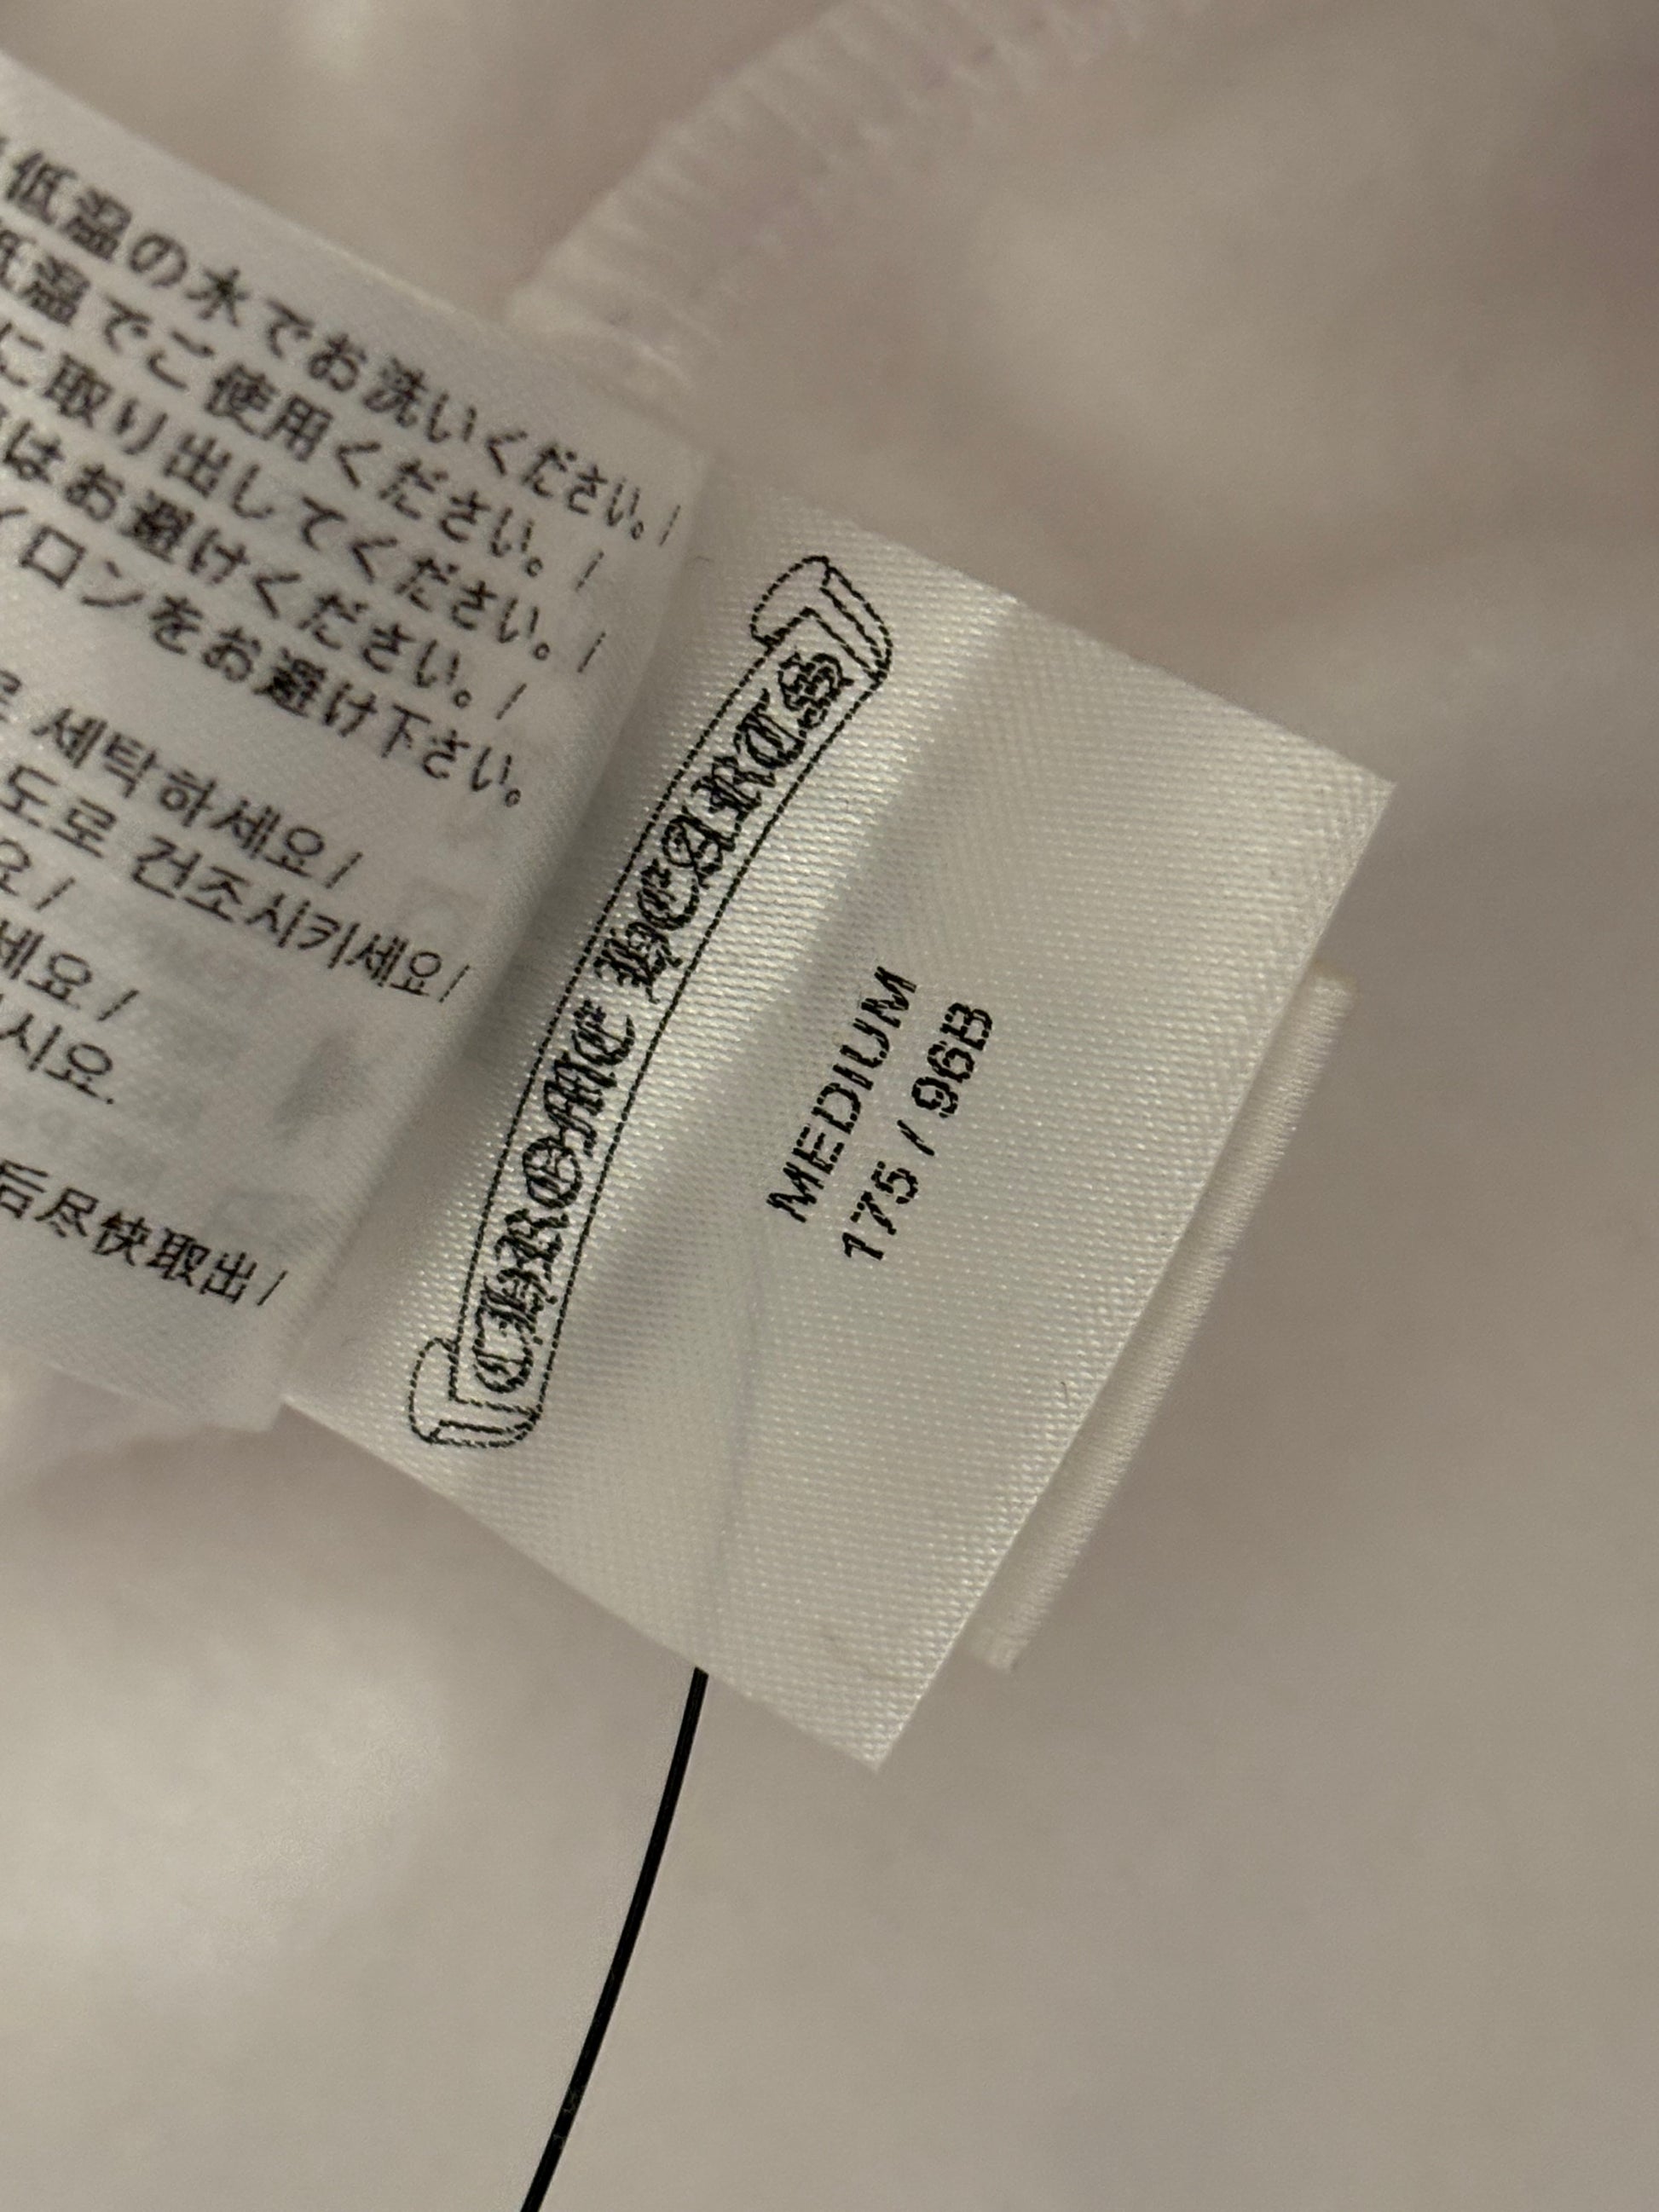 低温の水でお洗いください。/
低温でご使用ください。/
に取り出してください。/
はお避けください。/
イロンをお避け下さい。
세탁하세요/
도로 건조시키세요/
요/
세요/
시요.
后尽快取出/
CHROME HEARTS
MEDIUM
175 / 96B